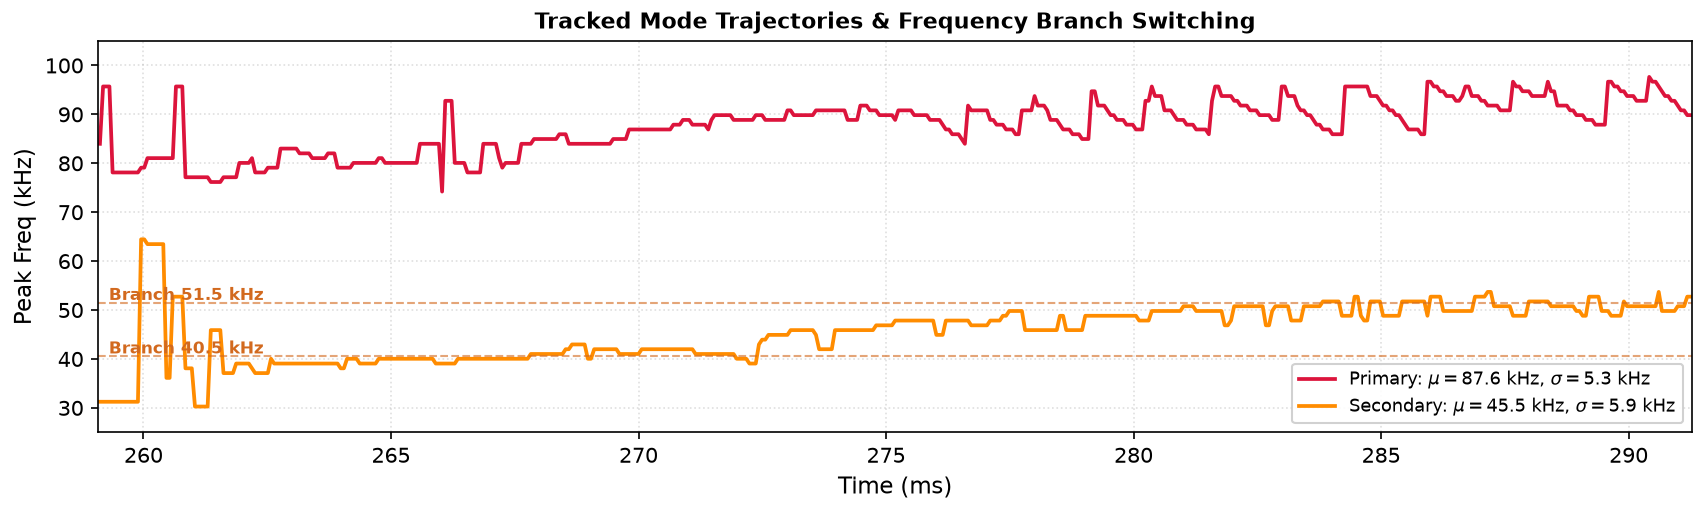 Tracked Mode Trajectories & Frequency Branch Switching
Peak Freq (kHz)
100
90
80
70
60
50
40
30
Branch 51.5 kHz
Branch 40.5 kHz
Primary: μ = 87.6 kHz, σ = 5.3 kHz
Secondary: μ = 45.5 kHz, σ = 5.9 kHz
260 265 270 275 280 285 290
Time (ms)